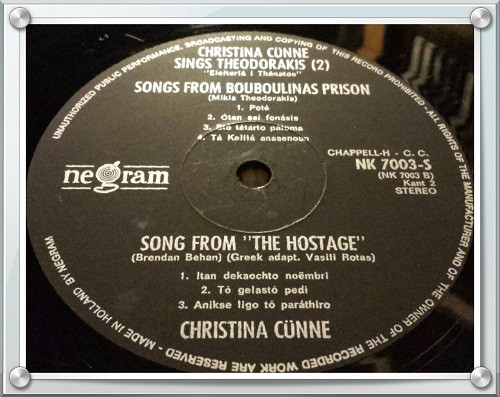 UNAUTHORIZED PUBLIC PERFORMANCE, BROADCASTING AND COPYING OF THIS RECORD PROHIBITED - ALL RIGHTS OF THE MANUFACTURER AND OF THE OWNER OF THE RECORDED WORK ARE RESERVED - MADE IN HOLLAND BY NEGRAM
CHRISTINA CÜNNE
SINGS THEODORAKIS (2)
"Elefteriá i Thánatos"
SONGS FROM BOUBOULINAS PRISON
(Mikis Theodorakis)
1. Poté
2. Ótan esi fonásis
3. Stó tétarto pátoma
4. Tá Kelliá anasenoun
CHAPPELL-H - C. C.
NK 7003-S
(NK 7003 B)
Kant 2
STEREO
negram
SONG FROM "THE HOSTAGE"
(Brendan Behan) (Greek adapt. Vasili Rotas)
1. Itan dekaochto noëmbri
2. Tó gelastó pedi
3. Anikse ligo tó paráthiro
CHRISTINA CÜNNE